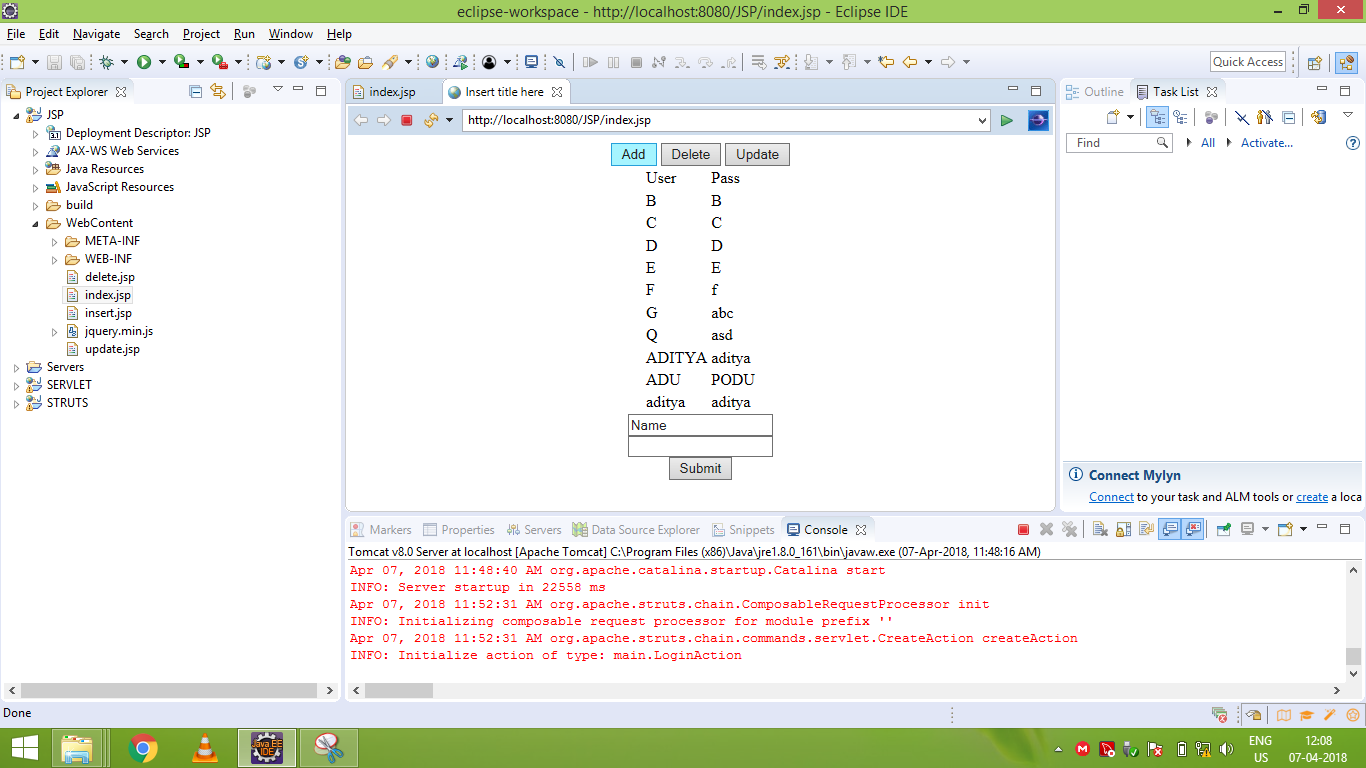 eclipse-workspace - http://localhost:8080/JSP/index.jsp - Eclipse IDE
File Edit Navigate Search Project Run Window Help
Quick Access
Project Explorer
JSP
Deployment Descriptor: JSP
JAX-WS Web Services
Java Resources
JavaScript Resources
build
WebContent
META-INF
WEB-INF
delete.jsp
index.jsp
insert.jsp
jquery.min.js
update.jsp
Servers
SERVLET
STRUTS
index.jsp Insert title here
http://localhost:8080/JSP/index.jsp
Add Delete Update
User Pass
B B
C C
D D
E E
F f
G abc
Q asd
ADITYA aditya
ADU PODU
aditya aditya
Name
Submit
Outline Task List
Find All Activate...
Connect Mylyn
Connect to your task and ALM tools or create a loca
Markers Properties Servers Data Source Explorer Snippets Console
Tomcat v8.0 Server at localhost [Apache Tomcat] C:\Program Files (x86)\Java\jre1.8.0_161\bin\javaw.exe (07-Apr-2018, 11:48:16 AM)
Apr 07, 2018 11:48:40 AM org.apache.catalina.startup.Catalina start
INFO: Server startup in 22558 ms
Apr 07, 2018 11:52:31 AM org.apache.struts.chain.ComposableRequestProcessor init
INFO: Initializing composable request processor for module prefix ''
Apr 07, 2018 11:52:31 AM org.apache.struts.chain.commands.servlet.CreateAction createAction
INFO: Initialize action of type: main.LoginAction
Done
Java EE
IDE
ENG
US
12:08
07-04-2018